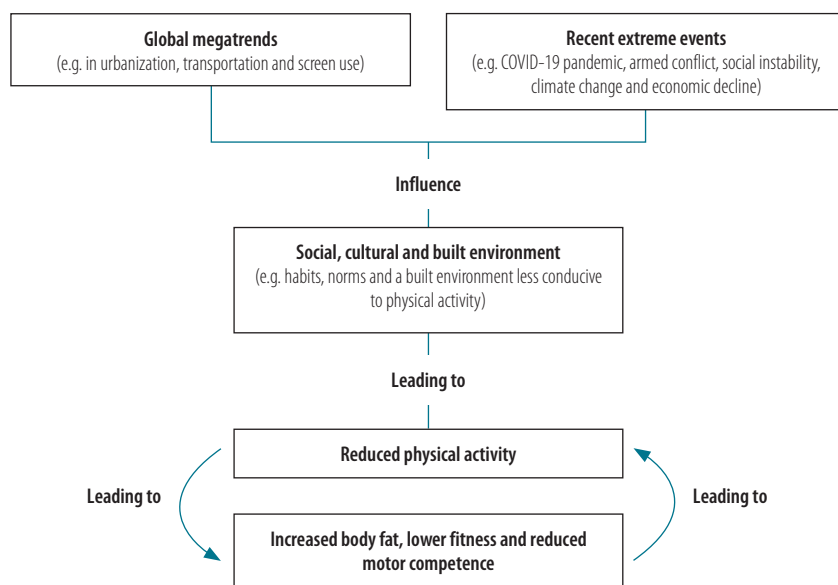 Global megatrends
(e.g. in urbanization, transportation and screen use)
Recent extreme events
(e.g. COVID-19 pandemic, armed conflict, social instability,
climate change and economic decline)
Influence
Social, cultural and built environment
(e.g. habits, norms and a built environment less conducive
to physical activity)
Leading to
Reduced physical activity
Leading to
Leading to
Increased body fat, lower fitness and reduced
motor competence